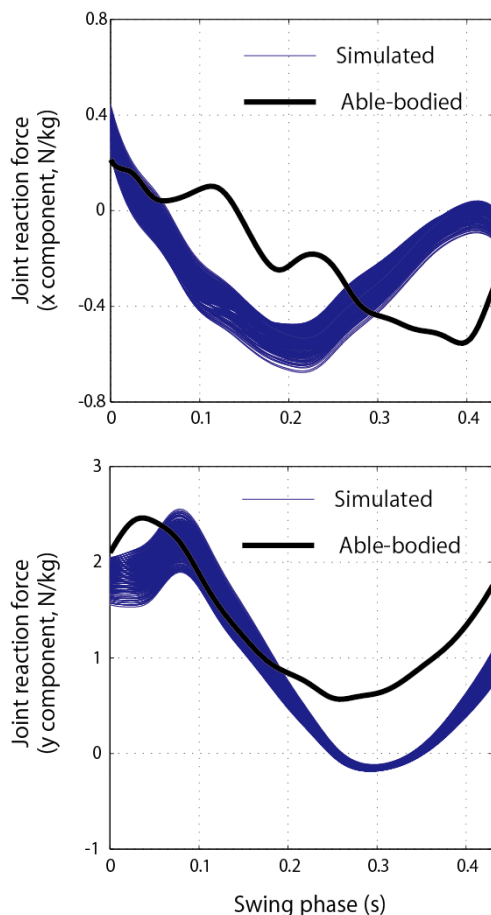 0.8
Simulated
0.4
Able-bodied
0
-0.4
-0.8
Joint reaction force
(x component, N/kg)
0 0.1 0.2 0.3 0.4
3
Simulated
Able-bodied
2
1
0
-1
Joint reaction force
(y component, N/kg)
0 0.1 0.2 0.3 0.4
Swing phase (s)